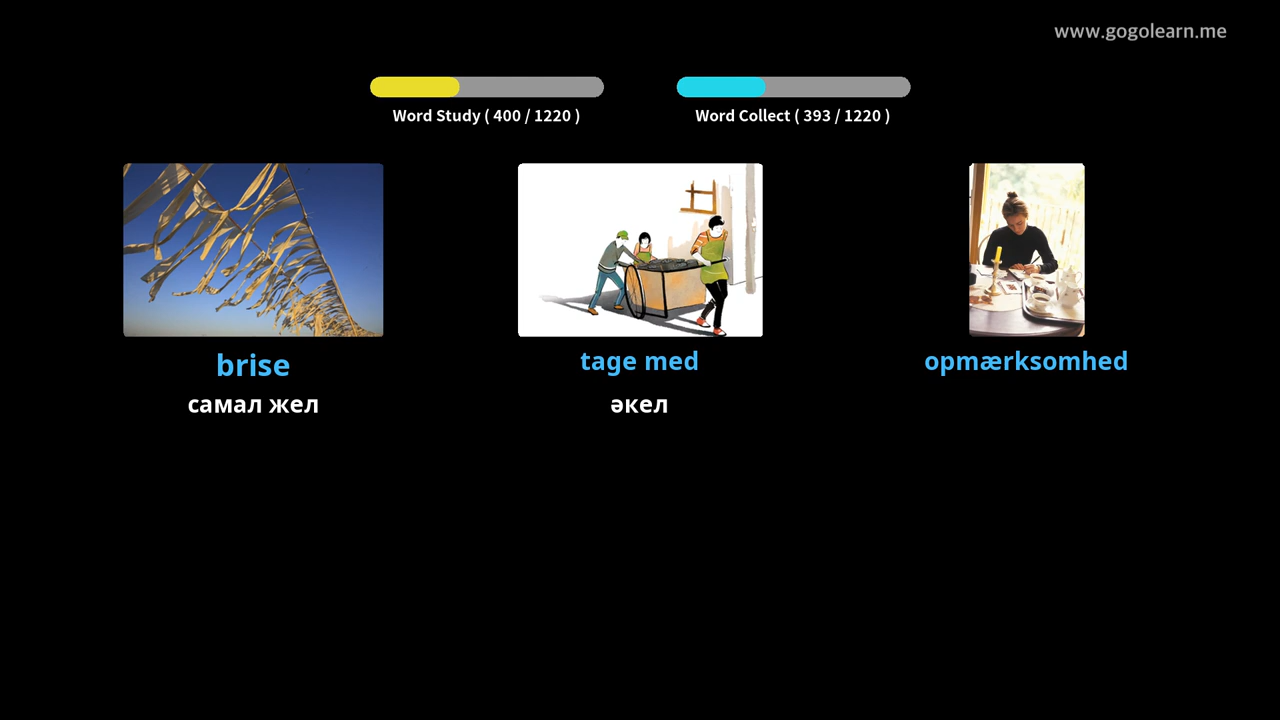 www.gogolearn.me
Word Study ( 400 / 1220 )
Word Collect ( 393 / 1220 )
brise
tage med
opmærksomhed
самал жел
әкел